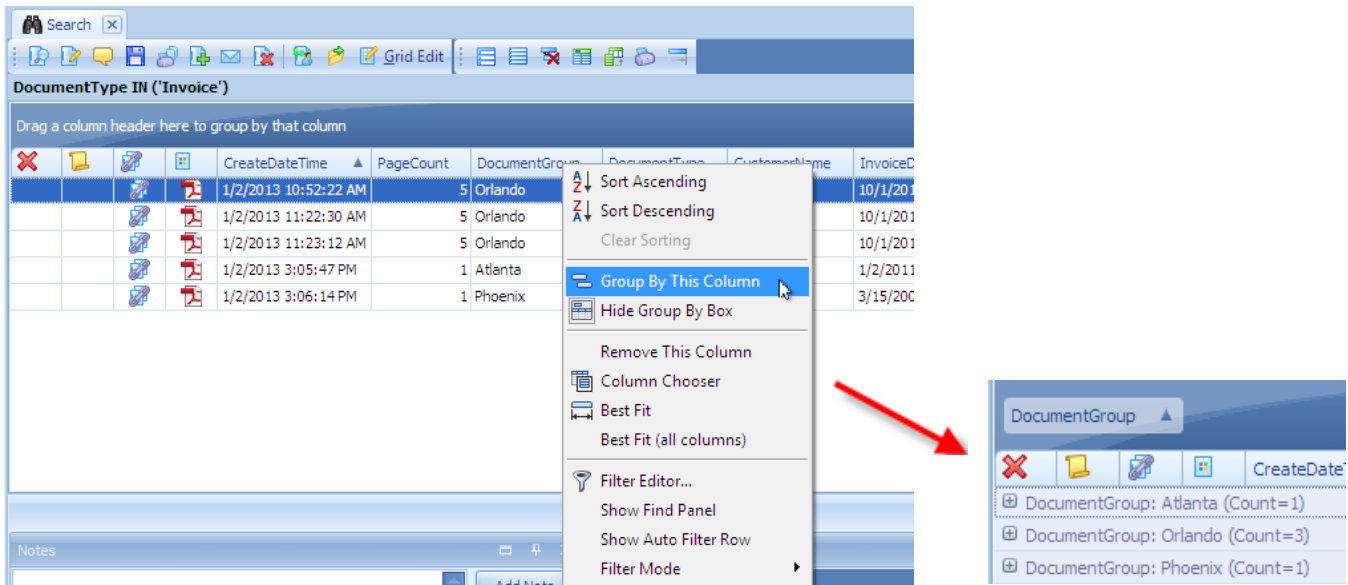 Search
Grid Edit
DocumentType IN ('Invoice')
Drag a column header here to group by that column
CreateDateTime PageCount DocumentGroup DocumentType CustomerName InvoiceD
1/2/2013 10:52:22 AM 5 Orlando 10/1/201
1/2/2013 11:22:30 AM 5 Orlando 10/1/201
1/2/2013 11:23:12 AM 5 Orlando 10/1/201
1/2/2013 3:05:47 PM 1 Atlanta 1/2/2011
1/2/2013 3:06:14 PM 1 Phoenix 3/15/200
Sort Ascending
Sort Descending
Clear Sorting
Group By This Column
Hide Group By Box
Remove This Column
Column Chooser
Best Fit
Best Fit (all columns)
Filter Editor...
Show Find Panel
Show Auto Filter Row
Filter Mode
Notes
Add Note
DocumentGroup
CreateDateT
DocumentGroup: Atlanta (Count=1)
DocumentGroup: Orlando (Count=3)
DocumentGroup: Phoenix (Count=1)